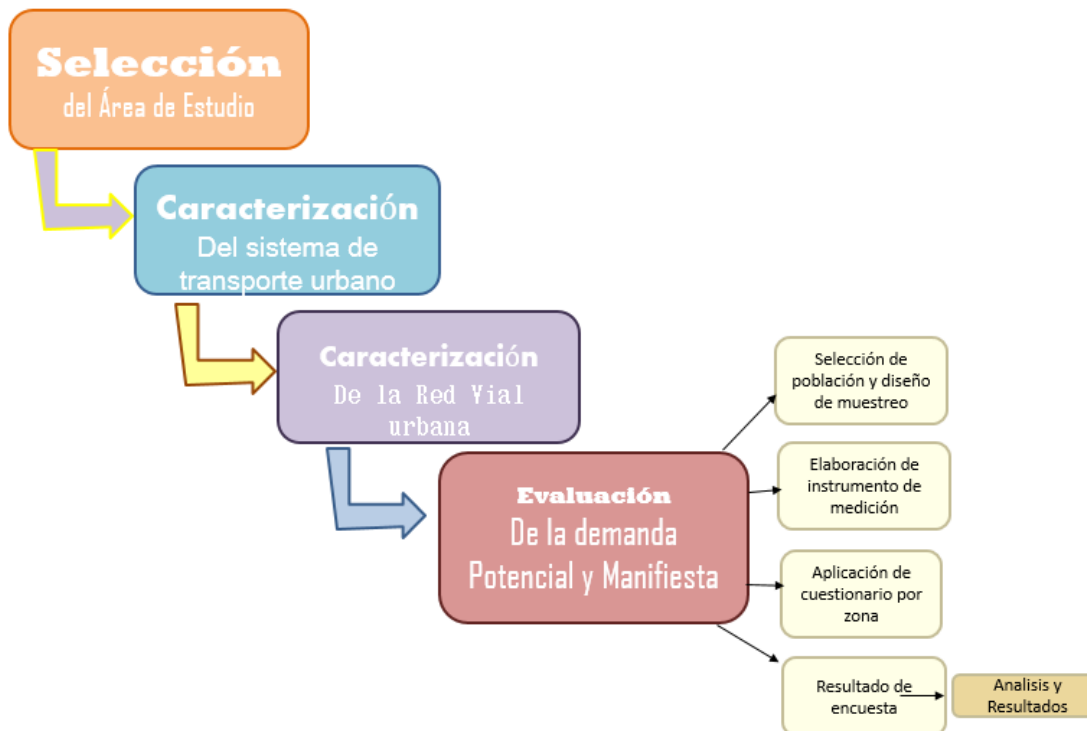 Selección
del Área de Estudio
Caracterización
Del sistema de
transporte urbano
Caracterización
De la Red Vial
urbana
Evaluación
De la demanda
Potencial y Manifiesta
Selección de
población y diseño
de muestreo
Elaboración de
instrumento de
medición
Aplicación de
cuestionario por
zona
Resultado de
encuesta
Analisis y
Resultados